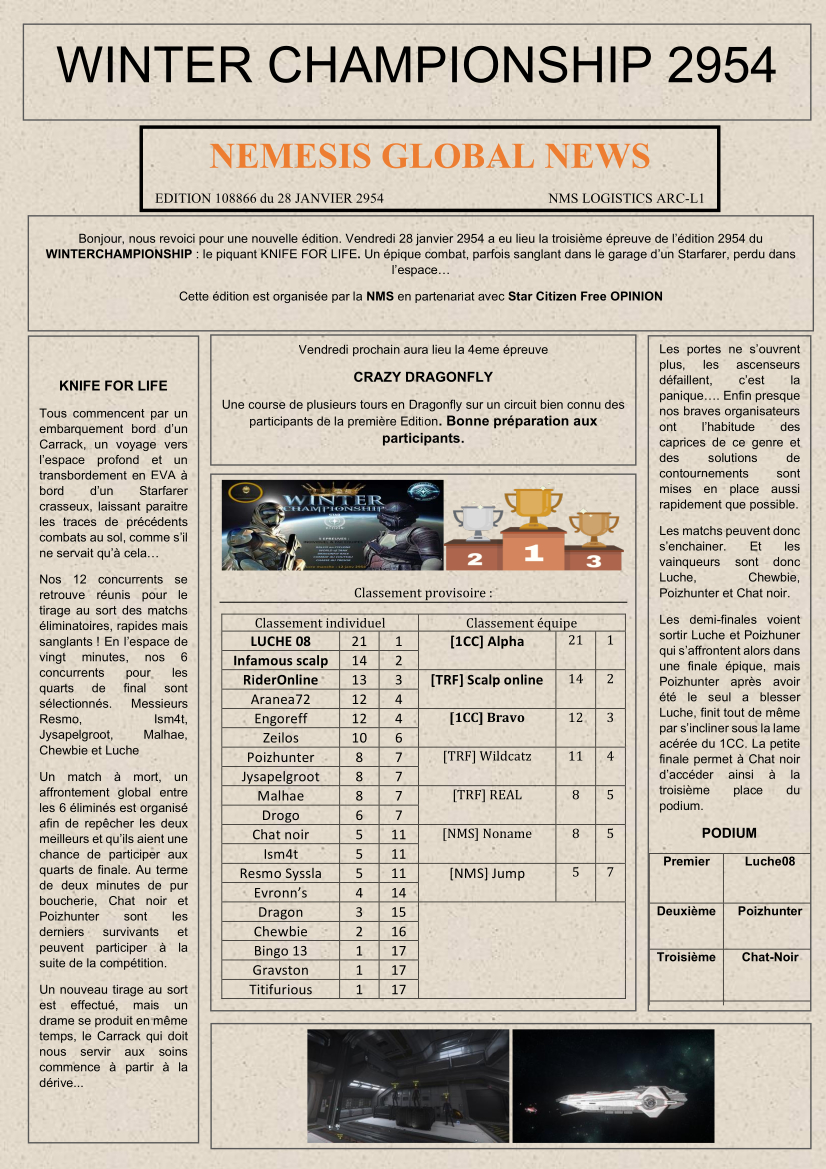 WINTER CHAMPIONSHIP 2954
NEMESIS GLOBAL NEWS
EDITION 108866 du 28 JANVIER 2954 NMS LOGISTICS ARC-L1
Bonjour, nous revoici pour une nouvelle édition. Vendredi 28 janvier 2954 a eu lieu la troisième épreuve de l'édition 2954 du
WINTERCHAMPIONSHIP : le piquant KNIFE FOR LIFE. Un épique combat, parfois sanglant dans le garage d'un Starfarer, perdu dans
l'espace…
Cette édition est organisée par la NMS en partenariat avec Star Citizen Free OPINION
KNIFE FOR LIFE
Tous commencent par un
embarquement bord d'un
Carrack, un voyage vers
l'espace profond et un
transbordement en EVA à
bord d'un Starfarer
crasseux, laissant paraitre
les traces de précédents
combats au sol, comme s'il
ne servait qu'à cela…
Nos 12 concurrents se
retrouve réunis pour le
tirage au sort des matchs
éliminatoires, rapides mais
sanglants ! En l'espace de
vingt minutes, nos 6
concurrents pour les
quarts de final sont
sélectionnés. Messieurs
Resmo, Ism4t,
Jysapelgroot, Malhae,
Chewbie et Luche
Un match à mort, un
affrontement global entre
les 6 éliminés est organisé
afin de repêcher les deux
meilleurs et qu'ils aient une
chance de participer aux
quarts de finale. Au terme
de deux minutes de pur
boucherie, Chat noir et
Poizhunter sont les
derniers survivants et
peuvent participer à la
suite de la compétition.
Un nouveau tirage au sort
est effectué, mais un
drame se produit en même
temps, le Carrack qui doit
nous servir aux soins
commence à partir à la
dérive...
Vendredi prochain aura lieu la 4eme épreuve
CRAZY DRAGONFLY
Une course de plusieurs tours en Dragonfly sur un circuit bien connu des
participants de la première Edition. Bonne préparation aux
participants.
WINTER
CHAMPIONSHIP
2 1 3
Classement provisoire :
Classement individuel Classement équipe
LUCHE 08 21 1 [1CC] Alpha 21 1
Infamous scalp 14 2
RiderOnline 13 3 [TRF] Scalp online 14 2
Aranea72 12 4
Engoreff 12 4 [1CC] Bravo 12 3
Zeilos 10 6
Poizhunter 8 7 [TRF] Wildcatz 11 4
Jysapelgroot 8 7
Malhae 8 7 [TRF] REAL 8 5
Drogo 6 7
Chat noir 5 11 [NMS] Noname 8 5
Ism4t 5 11
Resmo Syssla 5 11 [NMS] Jump 5 7
Evronn's 4 14
Dragon 3 15
Chewbie 2 16
Bingo 13 1 17
Gravston 1 17
Titifurious 1 17
Les portes ne s'ouvrent
plus, les ascenseurs
défaillent, c'est la
panique…. Enfin presque
nos braves organisateurs
ont l'habitude des
caprices de ce genre et
des solutions de
contournements sont
mises en place aussi
rapidement que possible.
Les matchs peuvent donc
s'enchainer. Et les
vainqueurs sont donc
Luche, Chewbie,
Poizhunter et Chat noir.
Les demi-finales voient
sortir Luche et Poizhuner
qui s'affrontent alors dans
une finale épique, mais
Poizhunter après avoir
été le seul a blesser
Luche, finit tout de même
par s'incliner sous la lame
acérée du 1CC. La petite
finale permet à Chat noir
d'accéder ainsi à la
troisième place du
podium.
PODIUM
Premier Luche08
Deuxième Poizhunter
Troisième Chat-Noir